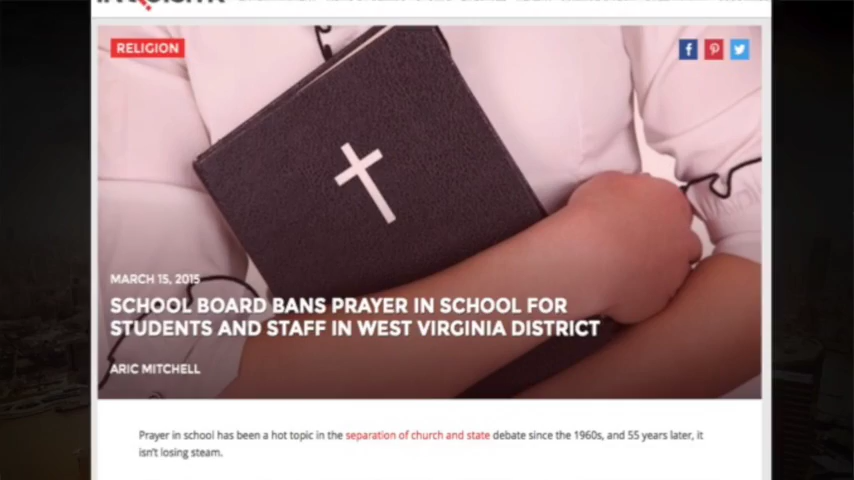 RELIGION
MARCH 15, 2015
SCHOOL BOARD BANS PRAYER IN SCHOOL FOR
STUDENTS AND STAFF IN WEST VIRGINIA DISTRICT
ARIC MITCHELL
Prayer in school has been a hot topic in the separation of church and state debate since the 1960s, and 55 years later, it
isn't losing steam.